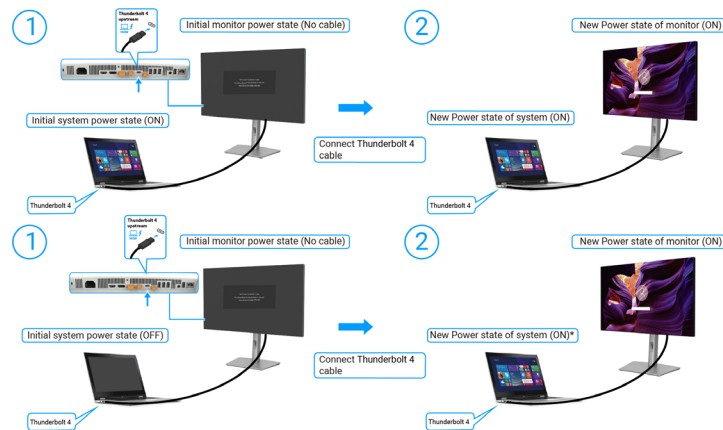 1
Thunderbolt 4
upstream
Initial monitor power state (No cable)
2
New Power state of monitor (ON)
Initial system power state (ON)
New Power state of system (ON)
Connect Thunderbolt 4
cable
Thunderbolt 4
Thunderbolt 4
1
Thunderbolt 4
upstream
Initial monitor power state (No cable)
2
New Power state of monitor (ON)
Initial system power state (OFF)
New Power state of system (ON)*
Connect Thunderbolt 4
cable
Thunderbolt 4
Thunderbolt 4